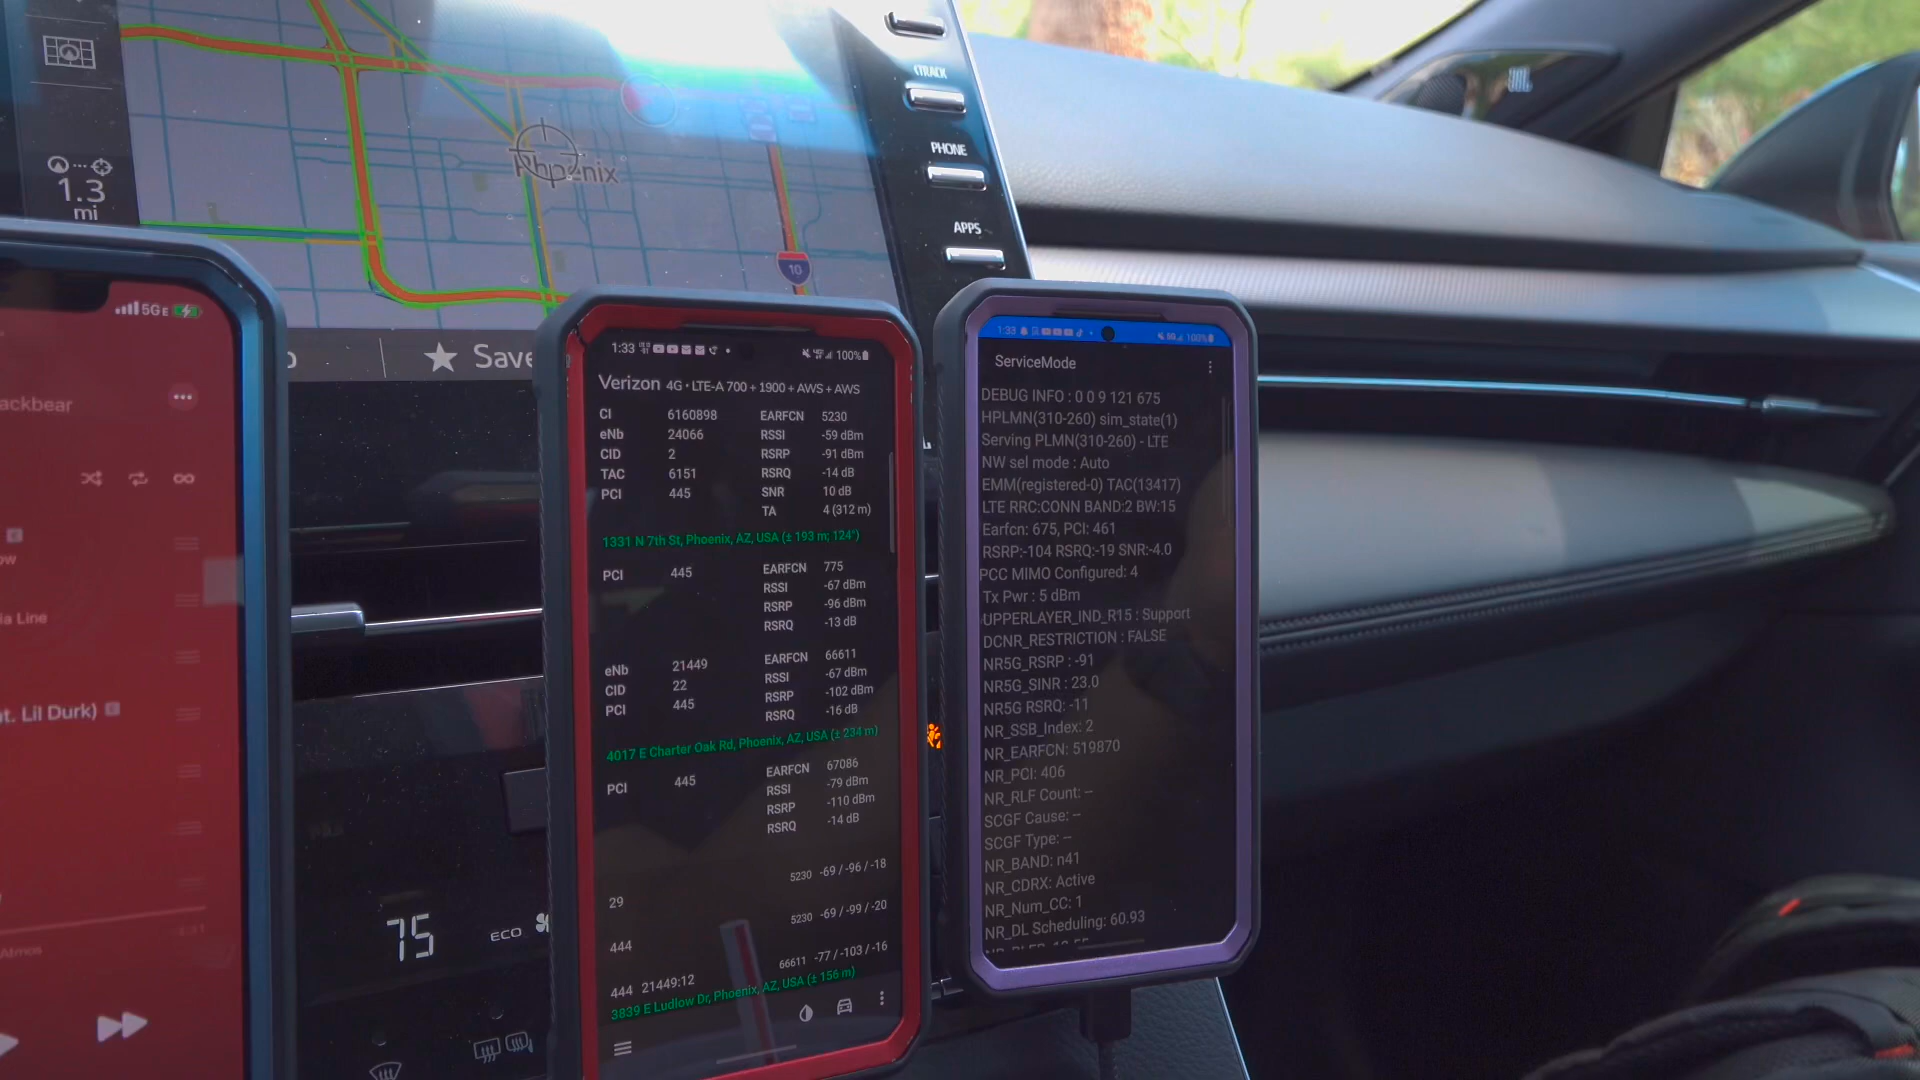 TRACK
PHONE
APPS
JBL
1.3
mi
Phoenix
10
Save
5GE
ackbear
ow
ia Line
t. Lil Durk)
Atmos
75
ECO
1:33
100%
Verizon 4G • LTE-A 700 + 1900 + AWS + AWS
CI 6160898 EARFCN 5230
eNb 24066 RSSI -59 dBm
CID 2 RSRP -91 dBm
TAC 6151 RSRQ -14 dB
PCI 445 SNR 10 dB
TA 4 (312 m)
1331 N 7th St, Phoenix, AZ, USA (± 193 m; 124°)
PCI 445 EARFCN 775
RSSI -67 dBm
RSRP -96 dBm
RSRQ -13 dB
eNb 21449 EARFCN 66611
CID 22 RSSI -67 dBm
PCI 445 RSRP -102 dBm
RSRQ -16 dB
4017 E Charter Oak Rd, Phoenix, AZ, USA (± 234 m)
PCI 445 EARFCN 67086
RSSI -79 dBm
RSRP -110 dBm
RSRQ -14 dB
5230 -69 / -96 / -18
29
5230 -69 / -99 / -20
444
66611 -77 / -103 / -16
444 21449:12
3839 E Ludlow Dr, Phoenix, AZ, USA (± 156 m)
1:33 5G 100%
ServiceMode
DEBUG INFO : 0 0 9 121 675
HPLMN(310-260) sim_state(1)
Serving PLMN(310-260) - LTE
NW sel mode : Auto
EMM(registered-0) TAC(13417)
LTE RRC:CONN BAND:2 BW:15
Earfcn: 675, PCI: 461
RSRP:-104 RSRQ:-19 SNR:-4.0
PCC MIMO Configured: 4
Tx Pwr : 5 dBm
UPPERLAYER_IND_R15 : Support
DCNR_RESTRICTION : FALSE
NR5G_RSRP : -91
NR5G_SINR : 23.0
NR5G RSRQ: -11
NR_SSB_Index: 2
NR_EARFCN: 519870
NR_PCI: 406
NR_RLF Count: --
SCGF Cause: --
SCGF Type: --
NR_BAND: n41
NR_CDRX: Active
NR_Num_CC: 1
NR_DL Scheduling: 60.93